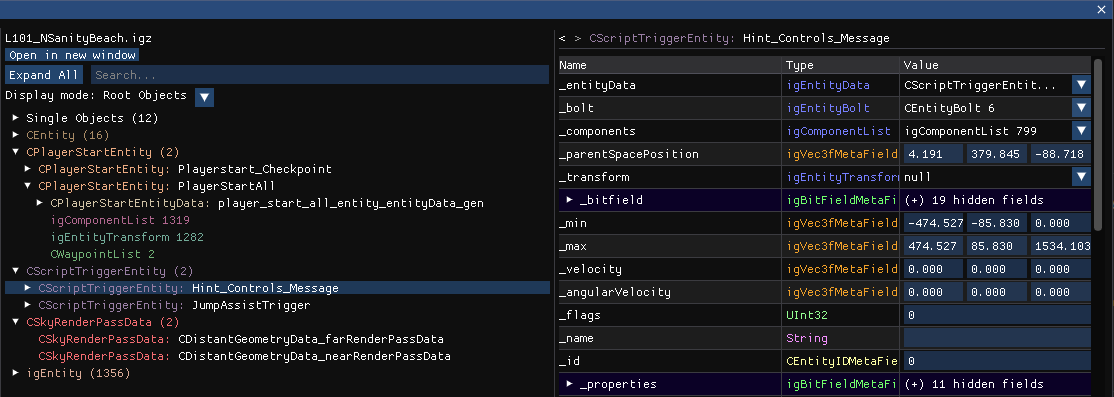 L101_NSanityBeach.igz
Open in new window
Expand All Search...
Display mode: Root Objects
Single Objects (12)
CEntity (16)
CPlayerStartEntity (2)
CPlayerStartEntity: Playerstart_Checkpoint
CPlayerStartEntity: PlayerStartAll
CPlayerStartEntityData: player_start_all_entity_entityData_gen
igComponentList 1319
igEntityTransform 1282
CWaypointList 2
CScriptTriggerEntity (2)
CScriptTriggerEntity: Hint_Controls_Message
CScriptTriggerEntity: JumpAssistTrigger
CSkyRenderPassData (2)
CSkyRenderPassData: CDistantGeometryData_farRenderPassData
CSkyRenderPassData: CDistantGeometryData_nearRenderPassData
igEntity (1356)
< > CScriptTriggerEntity: Hint_Controls_Message
Name Type Value
_entityData igEntityData CScriptTriggerEntit...
_bolt igEntityBolt CEntityBolt 6
_components igComponentList igComponentList 799
_parentSpacePosition igVec3fMetaField 4.191 379.845 -88.718
_transform igEntityTransfor null
_bitfield igBitFieldMetaFi (+) 19 hidden fields
_min igVec3fMetaField -474.527 -85.830 0.000
_max igVec3fMetaField 474.527 85.830 1534.103
_velocity igVec3fMetaField 0.000 0.000 0.000
_angularVelocity igVec3fMetaField 0.000 0.000 0.000
_flags UInt32 0
_name String
_id CEntityIDMetaFie 0
_properties igBitFieldMetaFi (+) 11 hidden fields